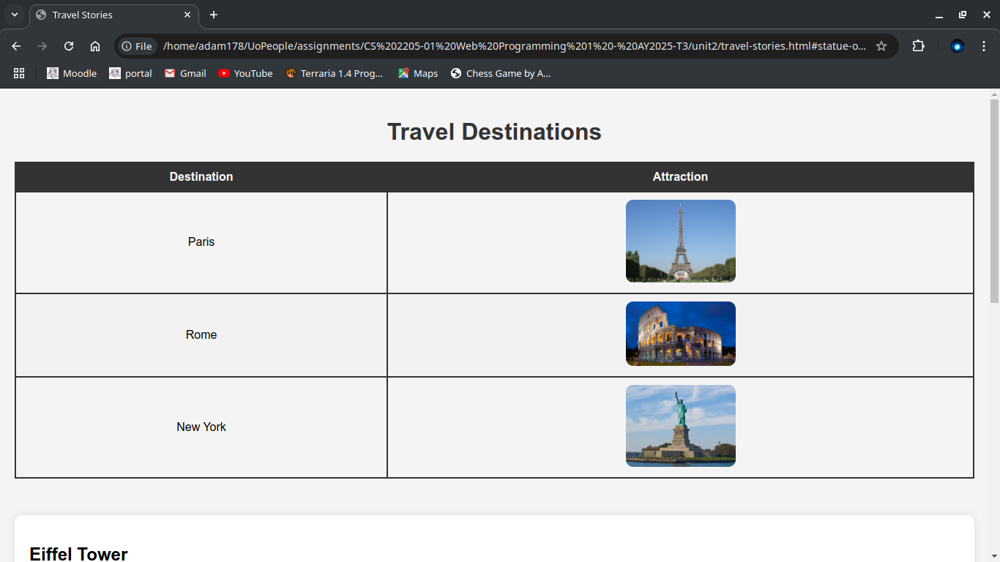 Travel Stories
File /home/adam178/UoPeople/assignments/CS%202205-01%20Web%20Programming%201%20-%20AY2025-T3/unit2/travel-stories.html#statue-o...
Moodle portal Gmail YouTube Terraria 1.4 Prog... Maps Chess Game by A...
Travel Destinations
Destination Attraction
Paris
Rome
New York
Eiffel Tower